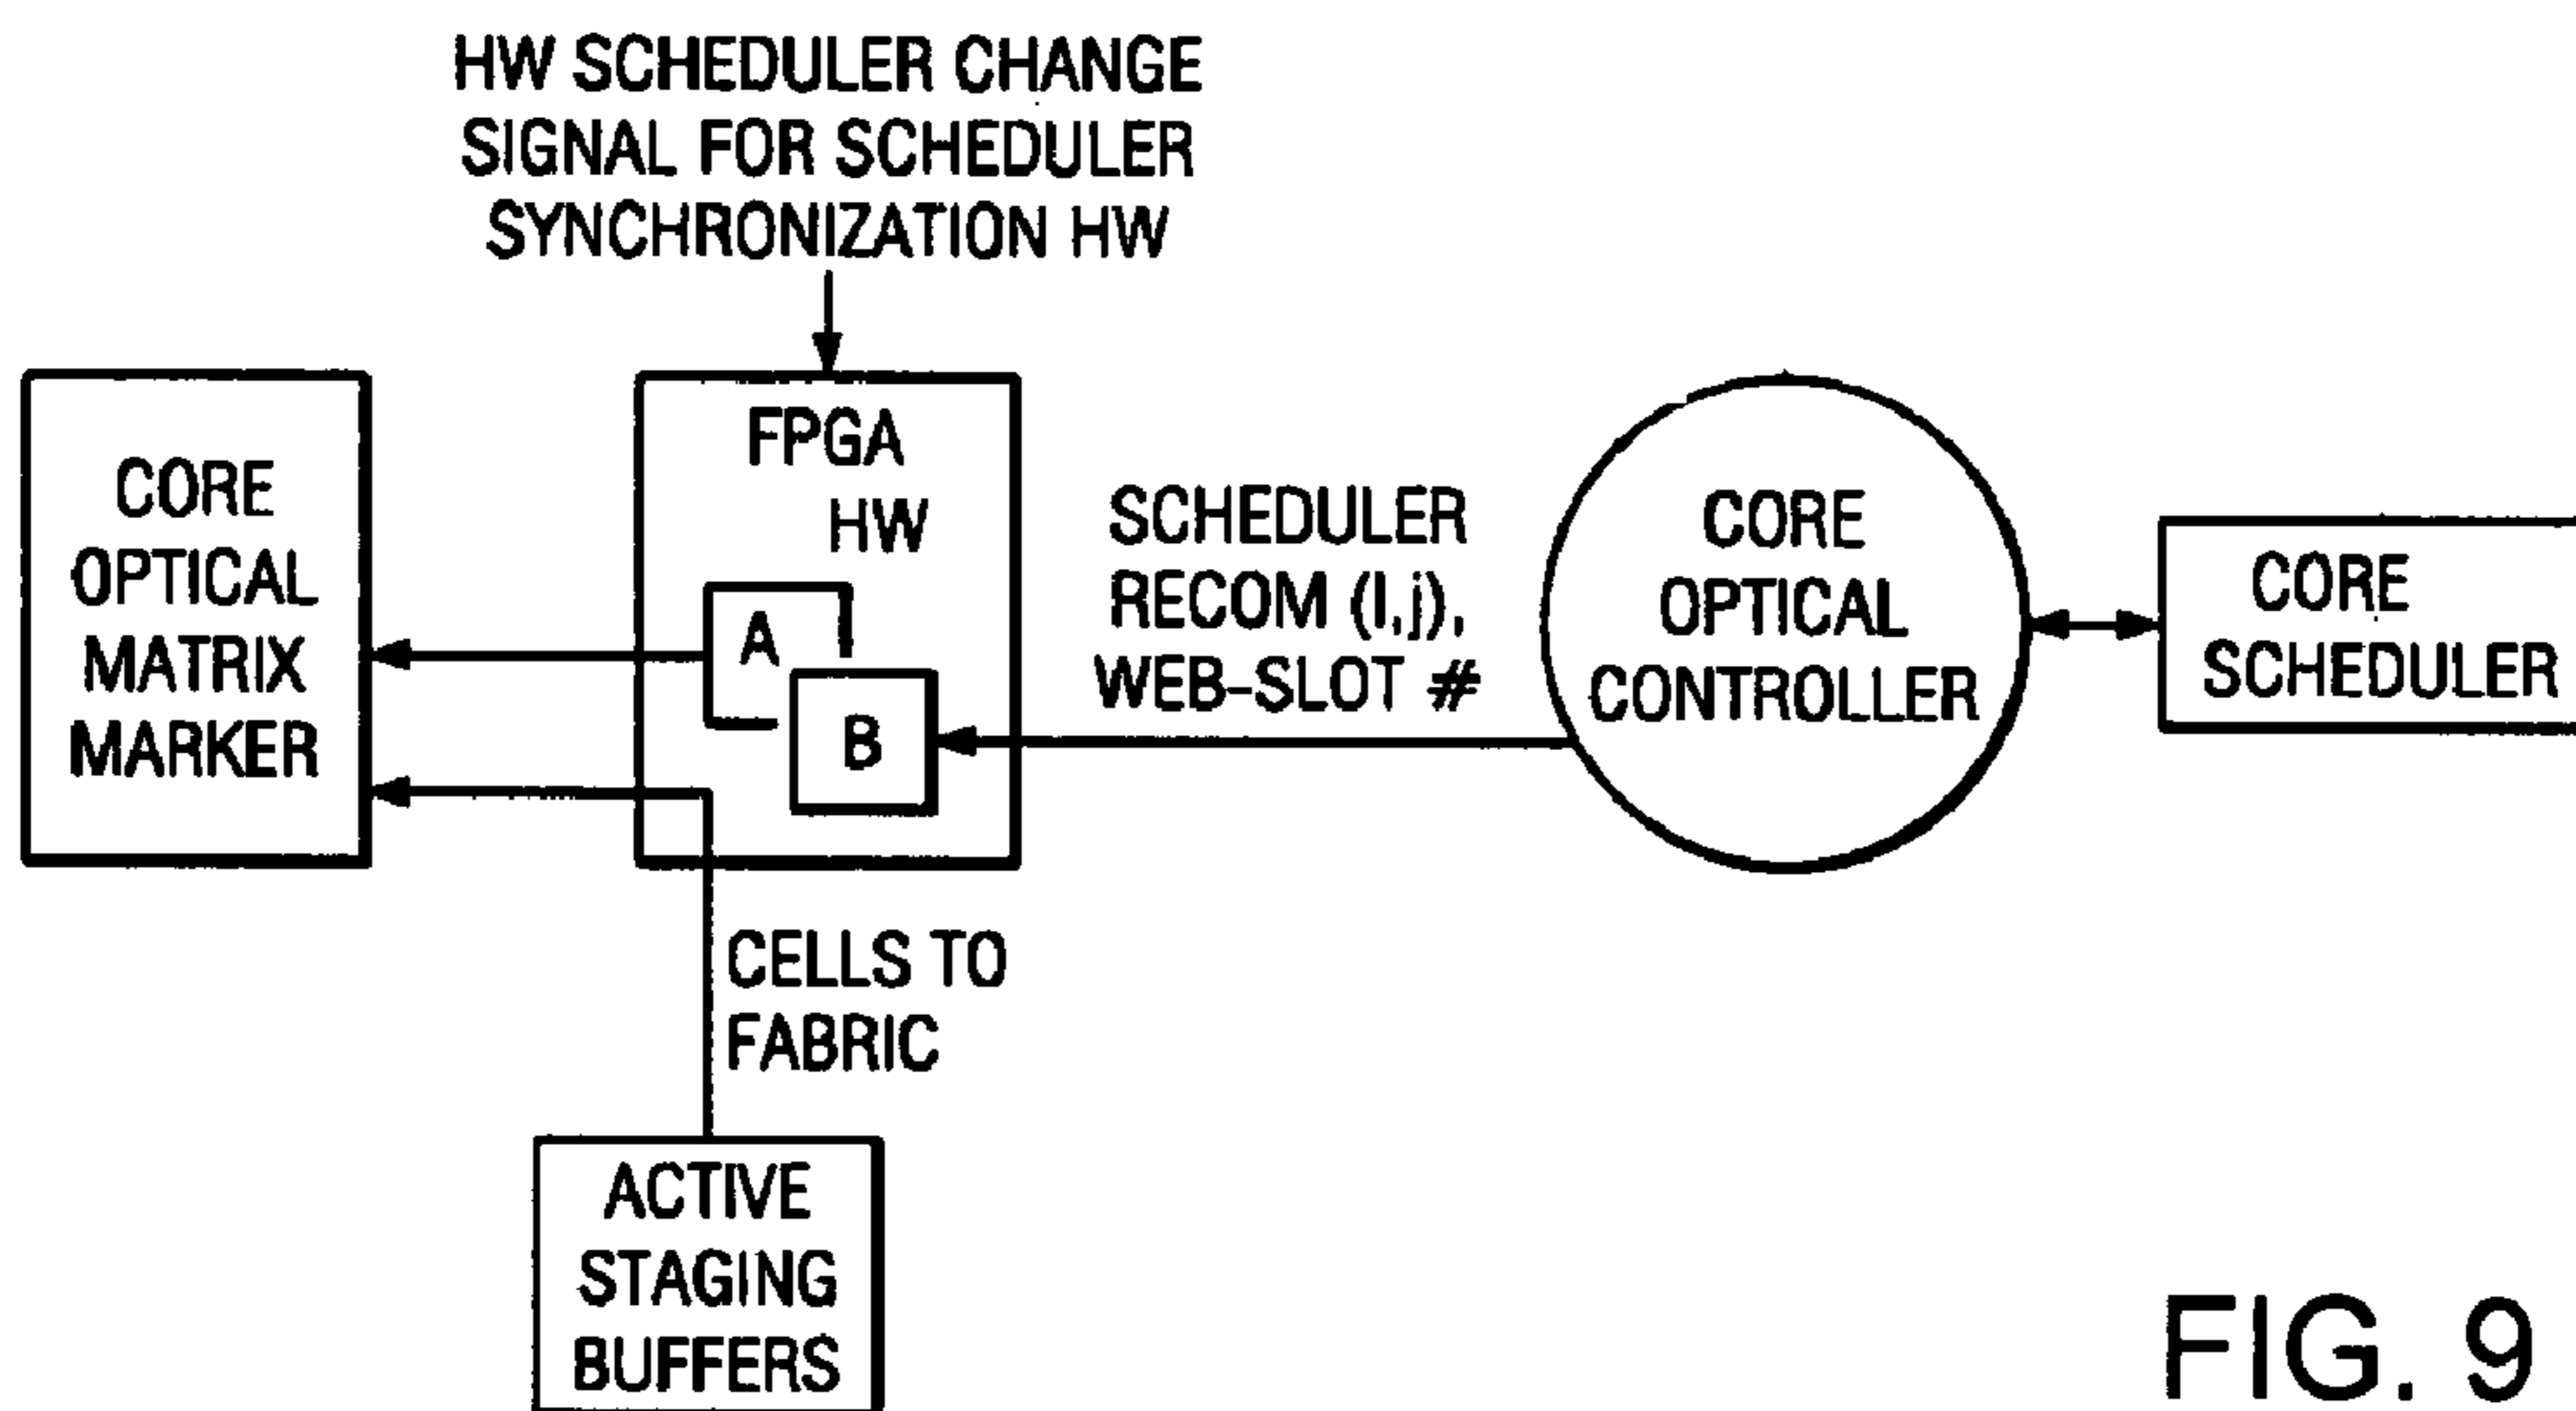 HW SCHEDULER CHANGE
SIGNAL FOR SCHEDULER
SYNCHRONIZATION HW
CORE
OPTICAL
MATRIX
MARKER
FPGA
HW
A
B
SCHEDULER
RECOM (I,j),
WEB-SLOT #
CORE
OPTICAL
CONTROLLER
CORE
SCHEDULER
CELLS TO
FABRIC
ACTIVE
STAGING
BUFFERS
FIG. 9